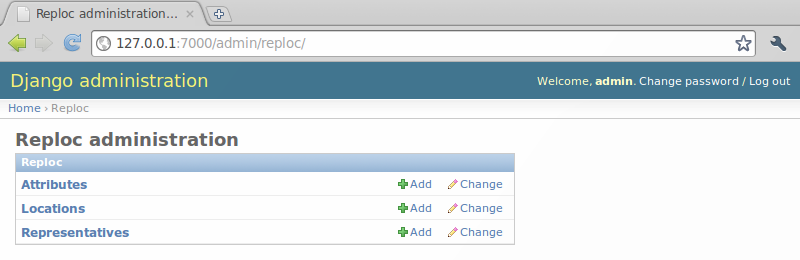 Reploc administration...
127.0.0.1:7000/admin/reploc/
Django administration
Welcome, admin. Change password / Log out
Home › Reploc
Reploc administration
Reploc
Attributes Add Change
Locations Add Change
Representatives Add Change